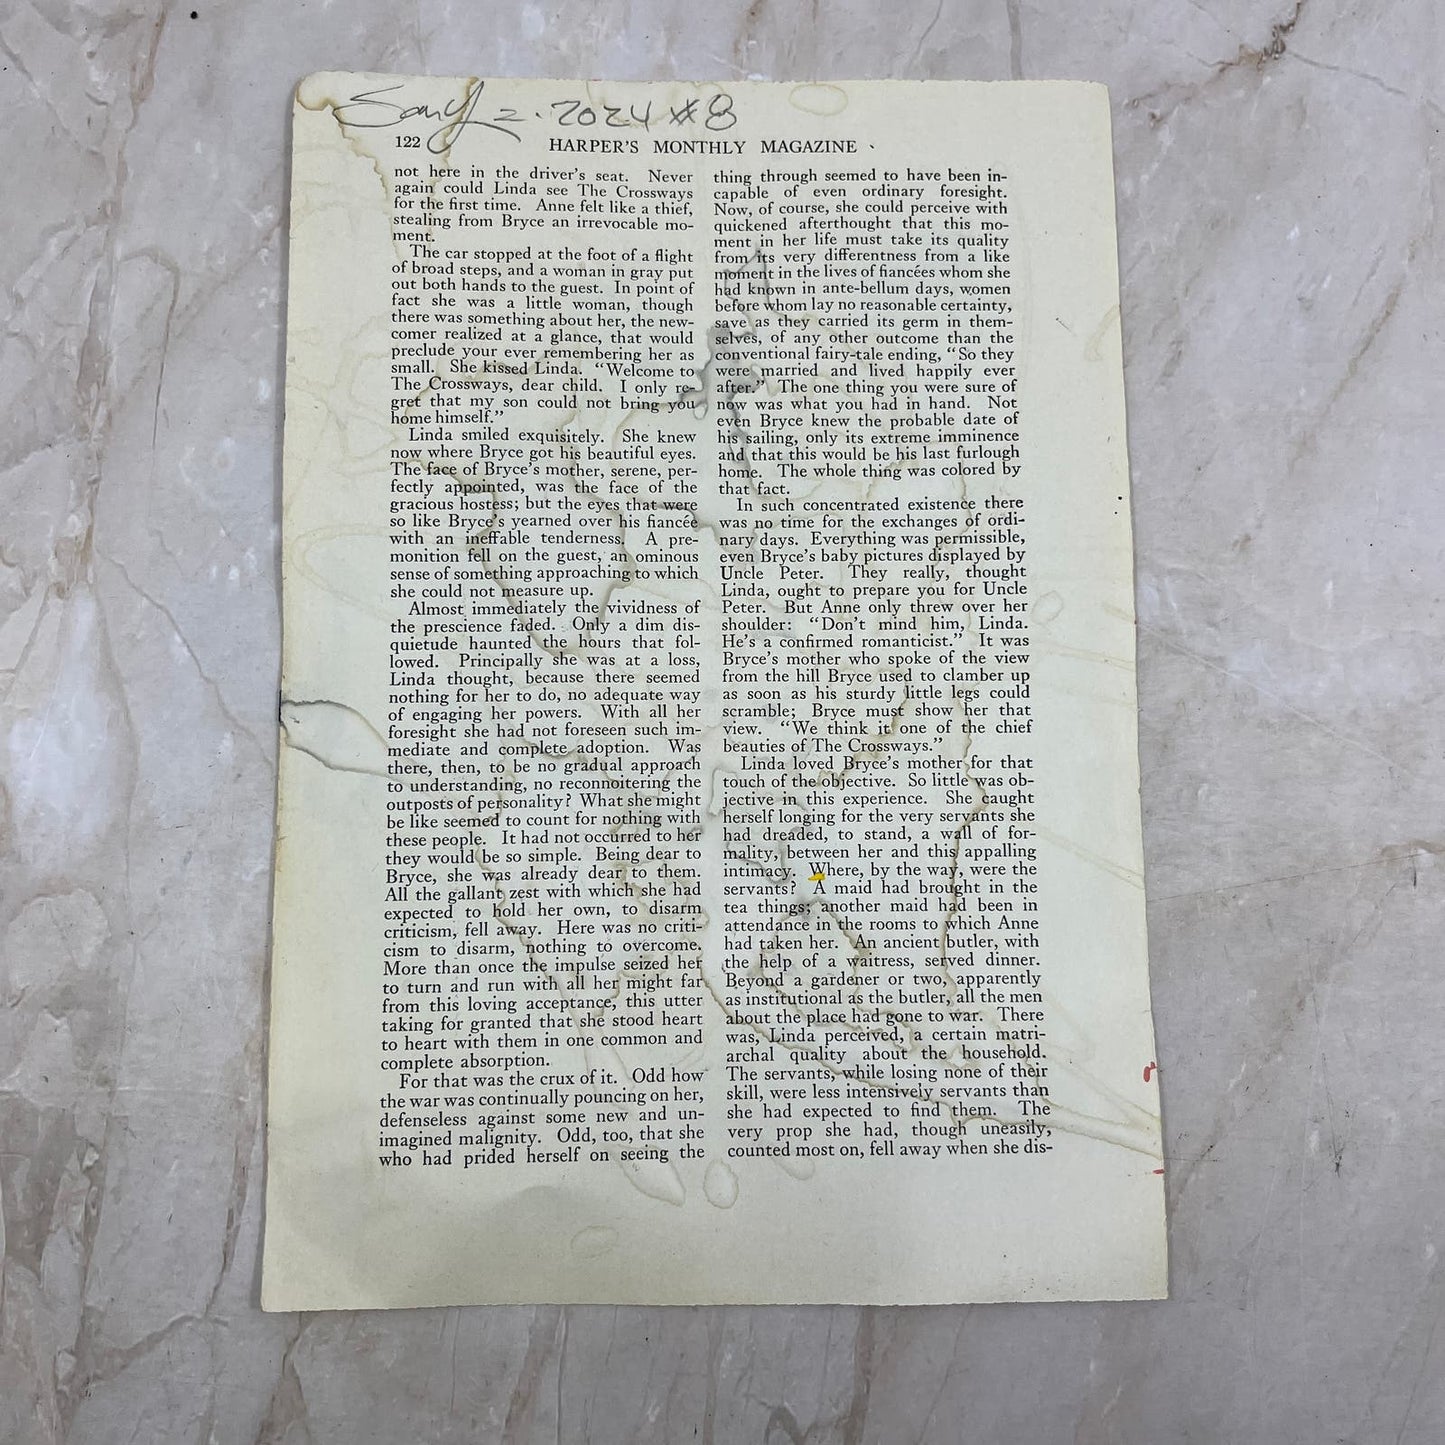 2024 #8
122 HARPER'S MONTHLY MAGAZINE
not here in the driver's seat. Never
again could Linda see The Crossways
for the first time. Anne felt like a thief,
stealing from Bryce an irrevocable mo-
ment.
The car stopped at the foot of a flight
of broad steps, and a woman in gray put
out both hands to the guest. In point of
fact she was a little woman, though
there was something about her, the new-
comer realized at a glance, that would
preclude your ever remembering her as
small. She kissed Linda. "Welcome to
The Crossways, dear child. I only re-
gret that my son could not bring you
home himself."
Linda smiled exquisitely. She knew
now where Bryce got his beautiful eyes.
The face of Bryce's mother, serene, per-
fectly appointed, was the face of the
gracious hostess; but the eyes that were
so like Bryce's yearned over his fiancée
with an ineffable tenderness. A pre-
monition fell on the guest, an ominous
sense of something approaching to which
she could not measure up.
Almost immediately the vividness of
the prescience faded. Only a dim dis-
quietude haunted the hours that fol-
lowed. Principally she was at a loss,
Linda thought, because there seemed
nothing for her to do, no adequate way
of engaging her powers. With all her
foresight she had not foreseen such im-
mediate and complete adoption. Was
there, then, to be no gradual approach
to understanding, no reconnoitering the
outposts of personality? What she might
be like seemed to count for nothing with
these people. It had not occurred to her
they would be so simple. Being dear to
Bryce, she was already dear to them.
All the gallant zest with which she had
expected to hold her own, to disarm
criticism, fell away. Here was no criti-
cism to disarm, nothing to overcome.
More than once the impulse seized her
to turn and run with all her might far
from this loving acceptance, this utter
taking for granted that she stood heart
to heart with them in one common and
complete absorption.
For that was the crux of it. Odd how
the war was continually pouncing on her,
defenseless against some new and un-
imagined malignity. Odd, too, that she
who had prided herself on seeing the
thing through seemed to have been in-
capable of even ordinary foresight.
Now, of course, she could perceive with
quickened afterthought that this mo-
ment in her life must take its quality
from its very differentness from a like
moment in the lives of fiancées whom she
had known in ante-bellum days, women
before whom lay no reasonable certainty,
save as they carried its germ in them-
selves, of any other outcome than the
conventional fairy-tale ending, "So they
were married and lived happily ever
after." The one thing you were sure of
now was what you had in hand. Not
even Bryce knew the probable date of
his sailing, only its extreme imminence
and that this would be his last furlough
home. The whole thing was colored by
that fact.
In such concentrated existence there
was no time for the exchanges of ordi-
nary days. Everything was permissible,
even Bryce's baby pictures displayed by
Uncle Peter. They really, thought
Linda, ought to prepare you for Uncle
Peter. But Anne only threw over her
shoulder: "Don't mind him, Linda.
He's a confirmed romanticist." It was
Bryce's mother who spoke of the view
from the hill Bryce used to clamber up
as soon as his sturdy little legs could
scramble; Bryce must show her that
view. "We think it one of the chief
beauties of The Crossways."
Linda loved Bryce's mother for that
touch of the objective. So little was ob-
jective in this experience. She caught
herself longing for the very servants she
had dreaded, to stand, a wall of for-
mality, between her and this appalling
intimacy. Where, by the way, were the
servants? A maid had brought in the
tea things; another maid had been in
attendance in the rooms to which Anne
had taken her. An ancient butler, with
the help of a waitress, served dinner.
Beyond a gardener or two, apparently
as institutional as the butler, all the men
about the place had gone to war. There
was, Linda perceived, a certain matri-
archal quality about the household.
The servants, while losing none of their
skill, were less intensively servants than
she had expected to find them. The
very prop she had, though uneasily,
counted most on, fell away when she dis-